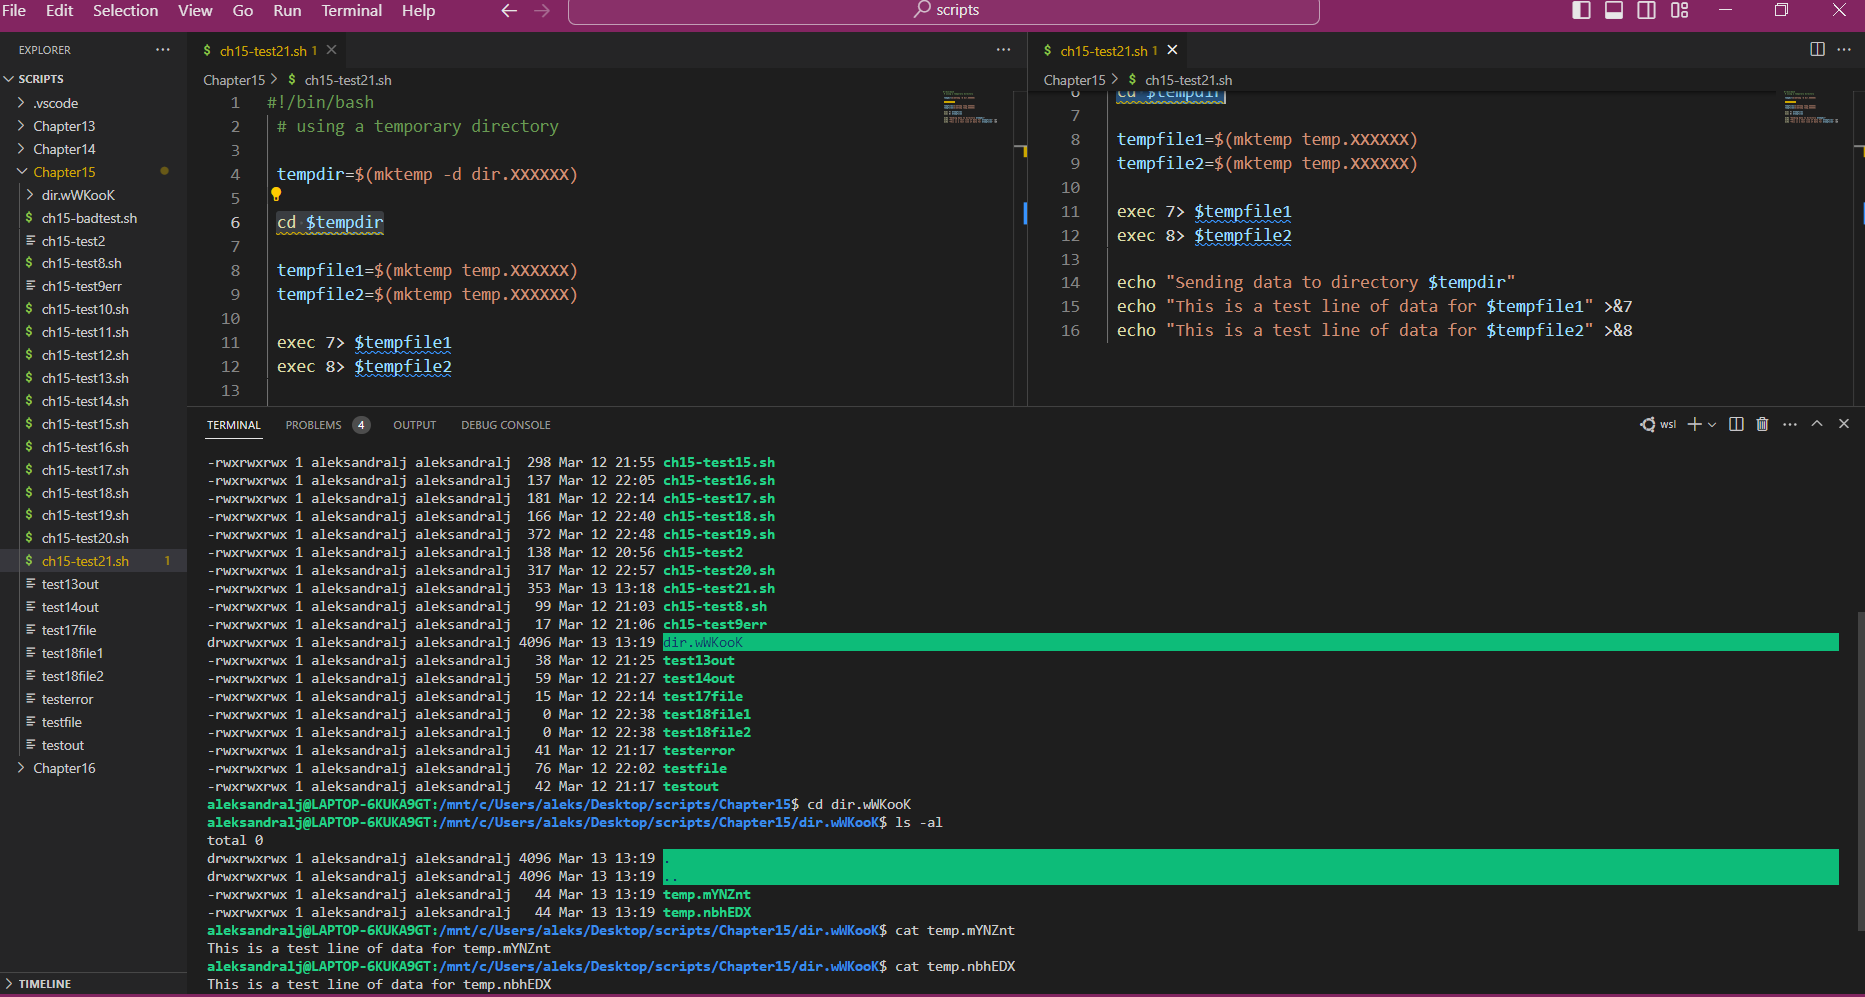 File Edit Selection View Go Run Terminal Help scripts
EXPLORER
SCRIPTS
.vscode
Chapter13
Chapter14
Chapter15
dir.wWKooK
ch15-badtest.sh
ch15-test2
ch15-test8.sh
ch15-test9err
ch15-test10.sh
ch15-test11.sh
ch15-test12.sh
ch15-test13.sh
ch15-test14.sh
ch15-test15.sh
ch15-test16.sh
ch15-test17.sh
ch15-test18.sh
ch15-test19.sh
ch15-test20.sh
ch15-test21.sh 1
test13out
test14out
test17file
test18file1
test18file2
testerror
testfile
testout
Chapter16
TIMELINE
$ ch15-test21.sh 1
Chapter15 > $ ch15-test21.sh
1 #!/bin/bash
2 # using a temporary directory
3
4 tempdir=$(mktemp -d dir.XXXXXX)
5
6 cd $tempdir
7
8 tempfile1=$(mktemp temp.XXXXXX)
9 tempfile2=$(mktemp temp.XXXXXX)
10
11 exec 7> $tempfile1
12 exec 8> $tempfile2
13
$ ch15-test21.sh 1
Chapter15 > $ ch15-test21.sh
6 cd $tempdir
7
8 tempfile1=$(mktemp temp.XXXXXX)
9 tempfile2=$(mktemp temp.XXXXXX)
10
11 exec 7> $tempfile1
12 exec 8> $tempfile2
13
14 echo "Sending data to directory $tempdir"
15 echo "This is a test line of data for $tempfile1" >&7
16 echo "This is a test line of data for $tempfile2" >&8
TERMINAL PROBLEMS 4 OUTPUT DEBUG CONSOLE wsl
-rwxrwxrwx 1 aleksandralj aleksandralj 298 Mar 12 21:55 ch15-test15.sh
-rwxrwxrwx 1 aleksandralj aleksandralj 137 Mar 12 22:05 ch15-test16.sh
-rwxrwxrwx 1 aleksandralj aleksandralj 181 Mar 12 22:14 ch15-test17.sh
-rwxrwxrwx 1 aleksandralj aleksandralj 166 Mar 12 22:40 ch15-test18.sh
-rwxrwxrwx 1 aleksandralj aleksandralj 372 Mar 12 22:48 ch15-test19.sh
-rwxrwxrwx 1 aleksandralj aleksandralj 138 Mar 12 20:56 ch15-test2
-rwxrwxrwx 1 aleksandralj aleksandralj 317 Mar 12 22:57 ch15-test20.sh
-rwxrwxrwx 1 aleksandralj aleksandralj 353 Mar 13 13:18 ch15-test21.sh
-rwxrwxrwx 1 aleksandralj aleksandralj 99 Mar 12 21:03 ch15-test8.sh
-rwxrwxrwx 1 aleksandralj aleksandralj 17 Mar 12 21:06 ch15-test9err
drwxrwxrwx 1 aleksandralj aleksandralj 4096 Mar 13 13:19 dir.wWKooK
-rwxrwxrwx 1 aleksandralj aleksandralj 38 Mar 12 21:25 test13out
-rwxrwxrwx 1 aleksandralj aleksandralj 59 Mar 12 21:27 test14out
-rwxrwxrwx 1 aleksandralj aleksandralj 15 Mar 12 22:14 test17file
-rwxrwxrwx 1 aleksandralj aleksandralj 0 Mar 12 22:38 test18file1
-rwxrwxrwx 1 aleksandralj aleksandralj 0 Mar 12 22:38 test18file2
-rwxrwxrwx 1 aleksandralj aleksandralj 41 Mar 12 21:17 testerror
-rwxrwxrwx 1 aleksandralj aleksandralj 76 Mar 12 22:02 testfile
-rwxrwxrwx 1 aleksandralj aleksandralj 42 Mar 12 21:17 testout
aleksandralj@LAPTOP-6KUKA9GT:/mnt/c/Users/aleks/Desktop/scripts/Chapter15$ cd dir.wWKooK
aleksandralj@LAPTOP-6KUKA9GT:/mnt/c/Users/aleks/Desktop/scripts/Chapter15/dir.wWKooK$ ls -al
total 0
drwxrwxrwx 1 aleksandralj aleksandralj 4096 Mar 13 13:19 .
drwxrwxrwx 1 aleksandralj aleksandralj 4096 Mar 13 13:19 ..
-rwxrwxrwx 1 aleksandralj aleksandralj 44 Mar 13 13:19 temp.mYNZnt
-rwxrwxrwx 1 aleksandralj aleksandralj 44 Mar 13 13:19 temp.nbhEDX
aleksandralj@LAPTOP-6KUKA9GT:/mnt/c/Users/aleks/Desktop/scripts/Chapter15/dir.wWKooK$ cat temp.mYNZnt
This is a test line of data for temp.mYNZnt
aleksandralj@LAPTOP-6KUKA9GT:/mnt/c/Users/aleks/Desktop/scripts/Chapter15/dir.wWKooK$ cat temp.nbhEDX
This is a test line of data for temp.nbhEDX